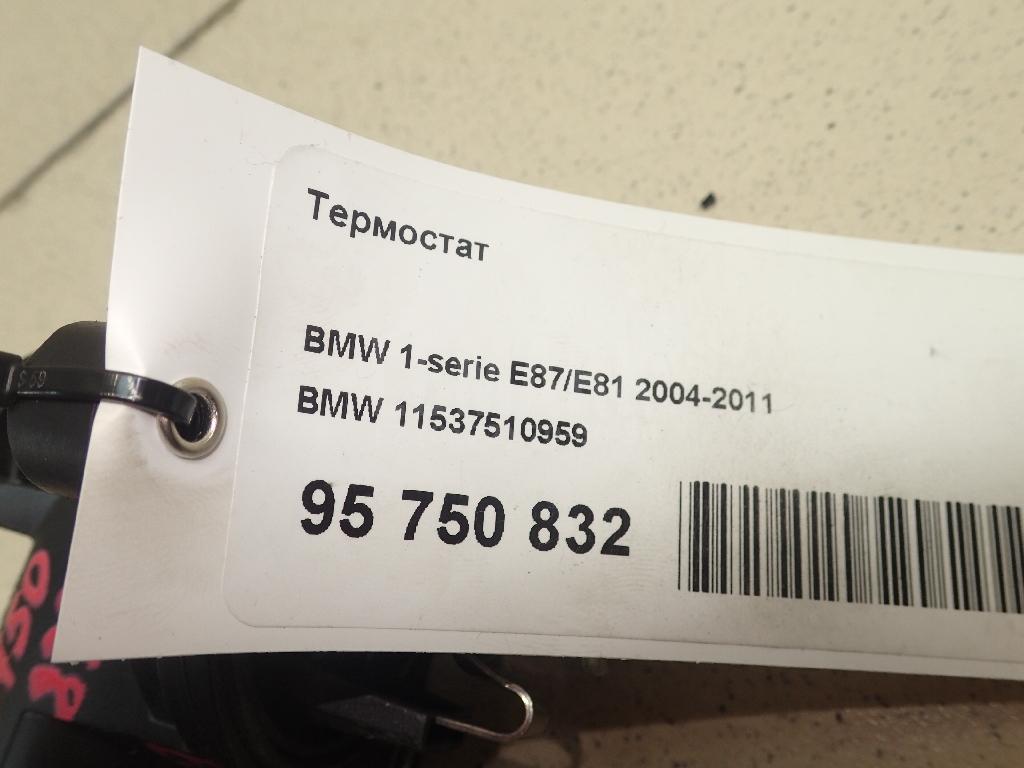 Термостат
BMW 1-serie E87/E81 2004-2011
BMW 11537510959
95 750 832